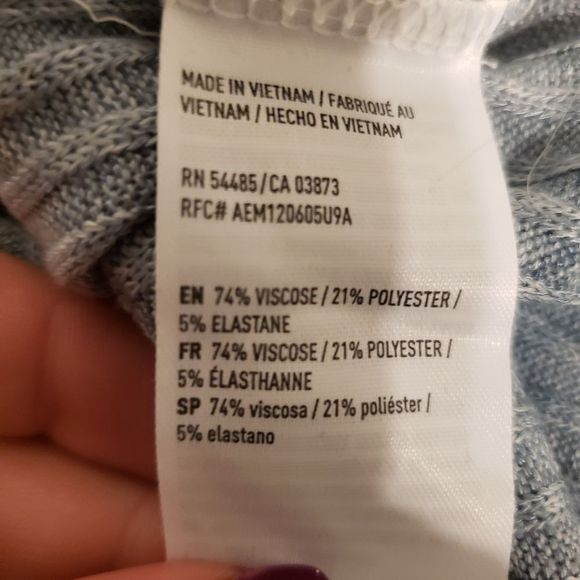 MADE IN VIETNAM / FABRIQUÉ AU
VIETNAM / HECHO EN VIETNAM
RN 54485 / CA 03873
RFC# AEM120605U9A
EN 74% VISCOSE / 21% POLYESTER /
5% ELASTANE
FR 74% VISCOSE / 21% POLYESTER /
5% ÉLASTHANNE
SP 74% viscosa / 21% poliéster /
5% elastano